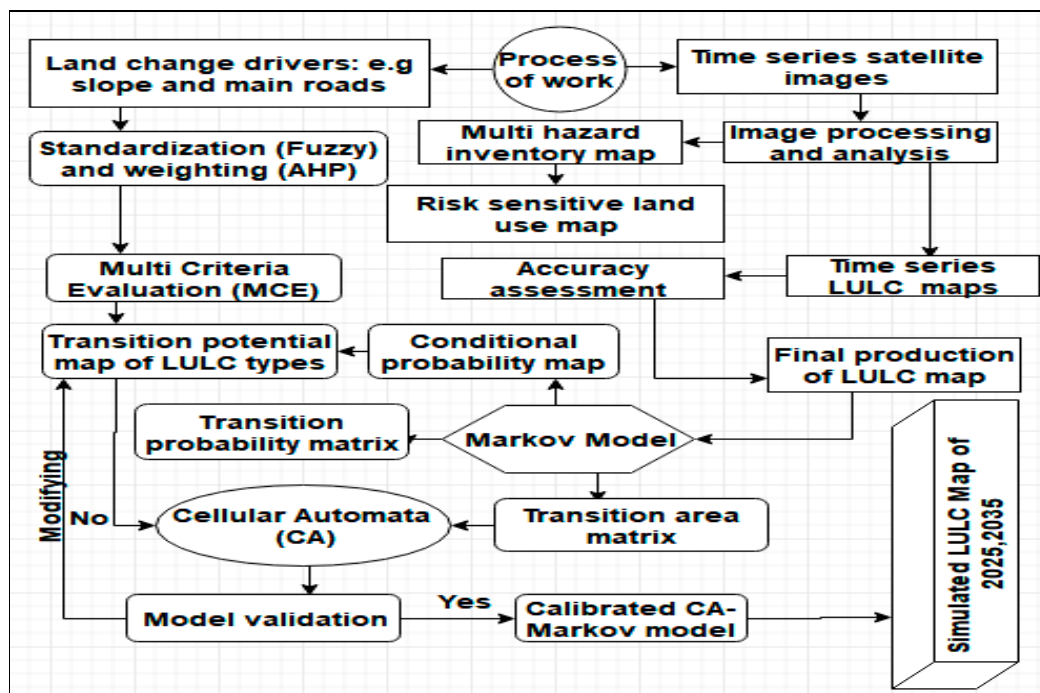 Process
of work
Land change drivers: e.g
slope and main roads
Time series satellite
images
Standardization (Fuzzy)
and weighting (AHP)
Multi hazard
inventory map
Image processing
and analysis
Risk sensitive land
use map
Multi Criteria
Evaluation (MCE)
Accuracy
assessment
Time series
LULC maps
Transition potential
map of LULC types
Conditional
probability map
Final production
of LULC map
Transition
probability matrix
Markov Model
Modifying
No
Cellular Automata
(CA)
Transition area
matrix
Model validation
Yes
Calibrated CA-
Markov model
Simulated LULC Map of
2025,2035